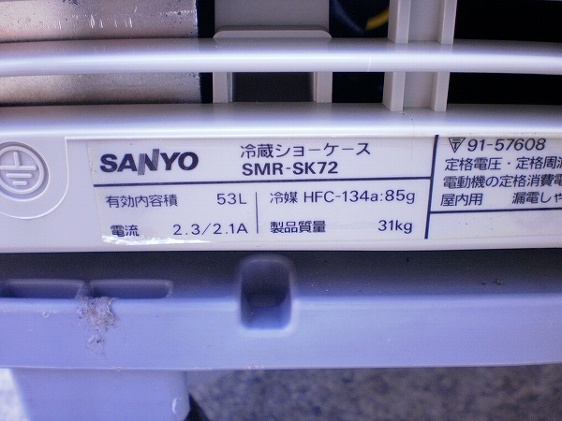 SANYO 冷蔵ショーケース
SMR-SK72
有効内容積 53L
冷媒 HFC-134a:85g
電流 2.3/2.1A
製品質量 31kg
91-57608
定格電圧・定格周
電動機の定格消費電
屋内用 漏電し